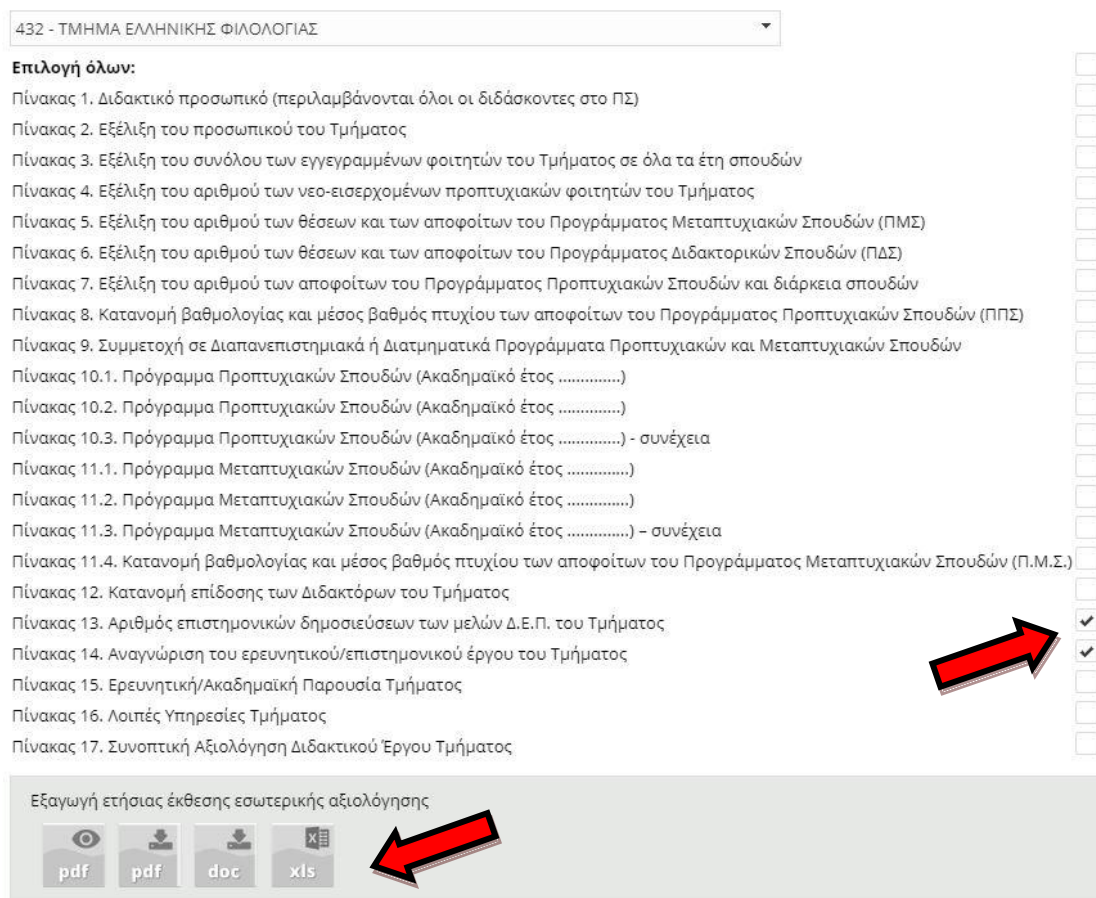 432 - ΤΜΗΜΑ ΕΛΛΗΝΙΚΗΣ ΦΙΛΟΛΟΓΙΑΣ
Επιλογή όλων:
Πίνακας 1. Διδακτικό προσωπικό (περιλαμβάνονται όλοι οι διδάσκοντες στο ΠΣ)
Πίνακας 2. Εξέλιξη του προσωπικού του Τμήματος
Πίνακας 3. Εξέλιξη του συνόλου των εγγεγραμμένων φοιτητών του Τμήματος σε όλα τα έτη σπουδών
Πίνακας 4. Εξέλιξη του αριθμού των νεο-εισερχομένων προπτυχιακών φοιτητών του Τμήματος
Πίνακας 5. Εξέλιξη του αριθμού των θέσεων και των αποφοίτων του Προγράμματος Μεταπτυχιακών Σπουδών (ΠΜΣ)
Πίνακας 6. Εξέλιξη του αριθμού των θέσεων και των αποφοίτων του Προγράμματος Διδακτορικών Σπουδών (ΠΔΣ)
Πίνακας 7. Εξέλιξη του αριθμού των αποφοίτων του Προγράμματος Προπτυχιακών Σπουδών και διάρκεια σπουδών
Πίνακας 8. Κατανομή βαθμολογίας και μέσος βαθμός πτυχίου των αποφοίτων του Προγράμματος Προπτυχιακών Σπουδών (ΠΠΣ)
Πίνακας 9. Συμμετοχή σε Διαπανεπιστημιακά ή Διατμηματικά Προγράμματα Προπτυχιακών και Μεταπτυχιακών Σπουδών
Πίνακας 10.1. Πρόγραμμα Προπτυχιακών Σπουδών (Ακαδημαϊκό έτος ..............)
Πίνακας 10.2. Πρόγραμμα Προπτυχιακών Σπουδών (Ακαδημαϊκό έτος ..............)
Πίνακας 10.3. Πρόγραμμα Προπτυχιακών Σπουδών (Ακαδημαϊκό έτος ..............) - συνέχεια
Πίνακας 11.1. Πρόγραμμα Μεταπτυχιακών Σπουδών (Ακαδημαϊκό έτος ..............)
Πίνακας 11.2. Πρόγραμμα Μεταπτυχιακών Σπουδών (Ακαδημαϊκό έτος ..............)
Πίνακας 11.3. Πρόγραμμα Μεταπτυχιακών Σπουδών (Ακαδημαϊκό έτος ..............) – συνέχεια
Πίνακας 11.4. Κατανομή βαθμολογίας και μέσος βαθμός πτυχίου των αποφοίτων του Προγράμματος Μεταπτυχιακών Σπουδών (Π.Μ.Σ.)
Πίνακας 12. Κατανομή επίδοσης των Διδακτόρων του Τμήματος
Πίνακας 13. Αριθμός επιστημονικών δημοσιεύσεων των μελών Δ.Ε.Π. του Τμήματος
Πίνακας 14. Αναγνώριση του ερευνητικού/επιστημονικού έργου του Τμήματος
Πίνακας 15. Ερευνητική/Ακαδημαϊκή Παρουσία Τμήματος
Πίνακας 16. Λοιπές Υπηρεσίες Τμήματος
Πίνακας 17. Συνοπτική Αξιολόγηση Διδακτικού Έργου Τμήματος
Εξαγωγή ετήσιας έκθεσης εσωτερικής αξιολόγησης
pdf pdf doc xls